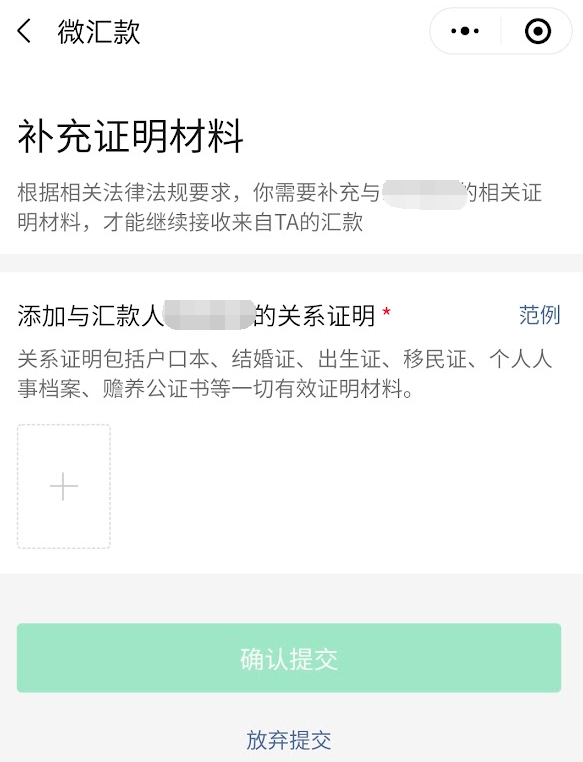 微汇款
补充证明材料
根据相关法律法规要求，你需要补充与的相关证
明材料，才能继续接收来自TA的汇款
添加与汇款人的关系证明 *
范例
关系证明包括户口本、结婚证、出生证、移民证、个人人
事档案、赡养公证书等一切有效证明材料。
确认提交
放弃提交